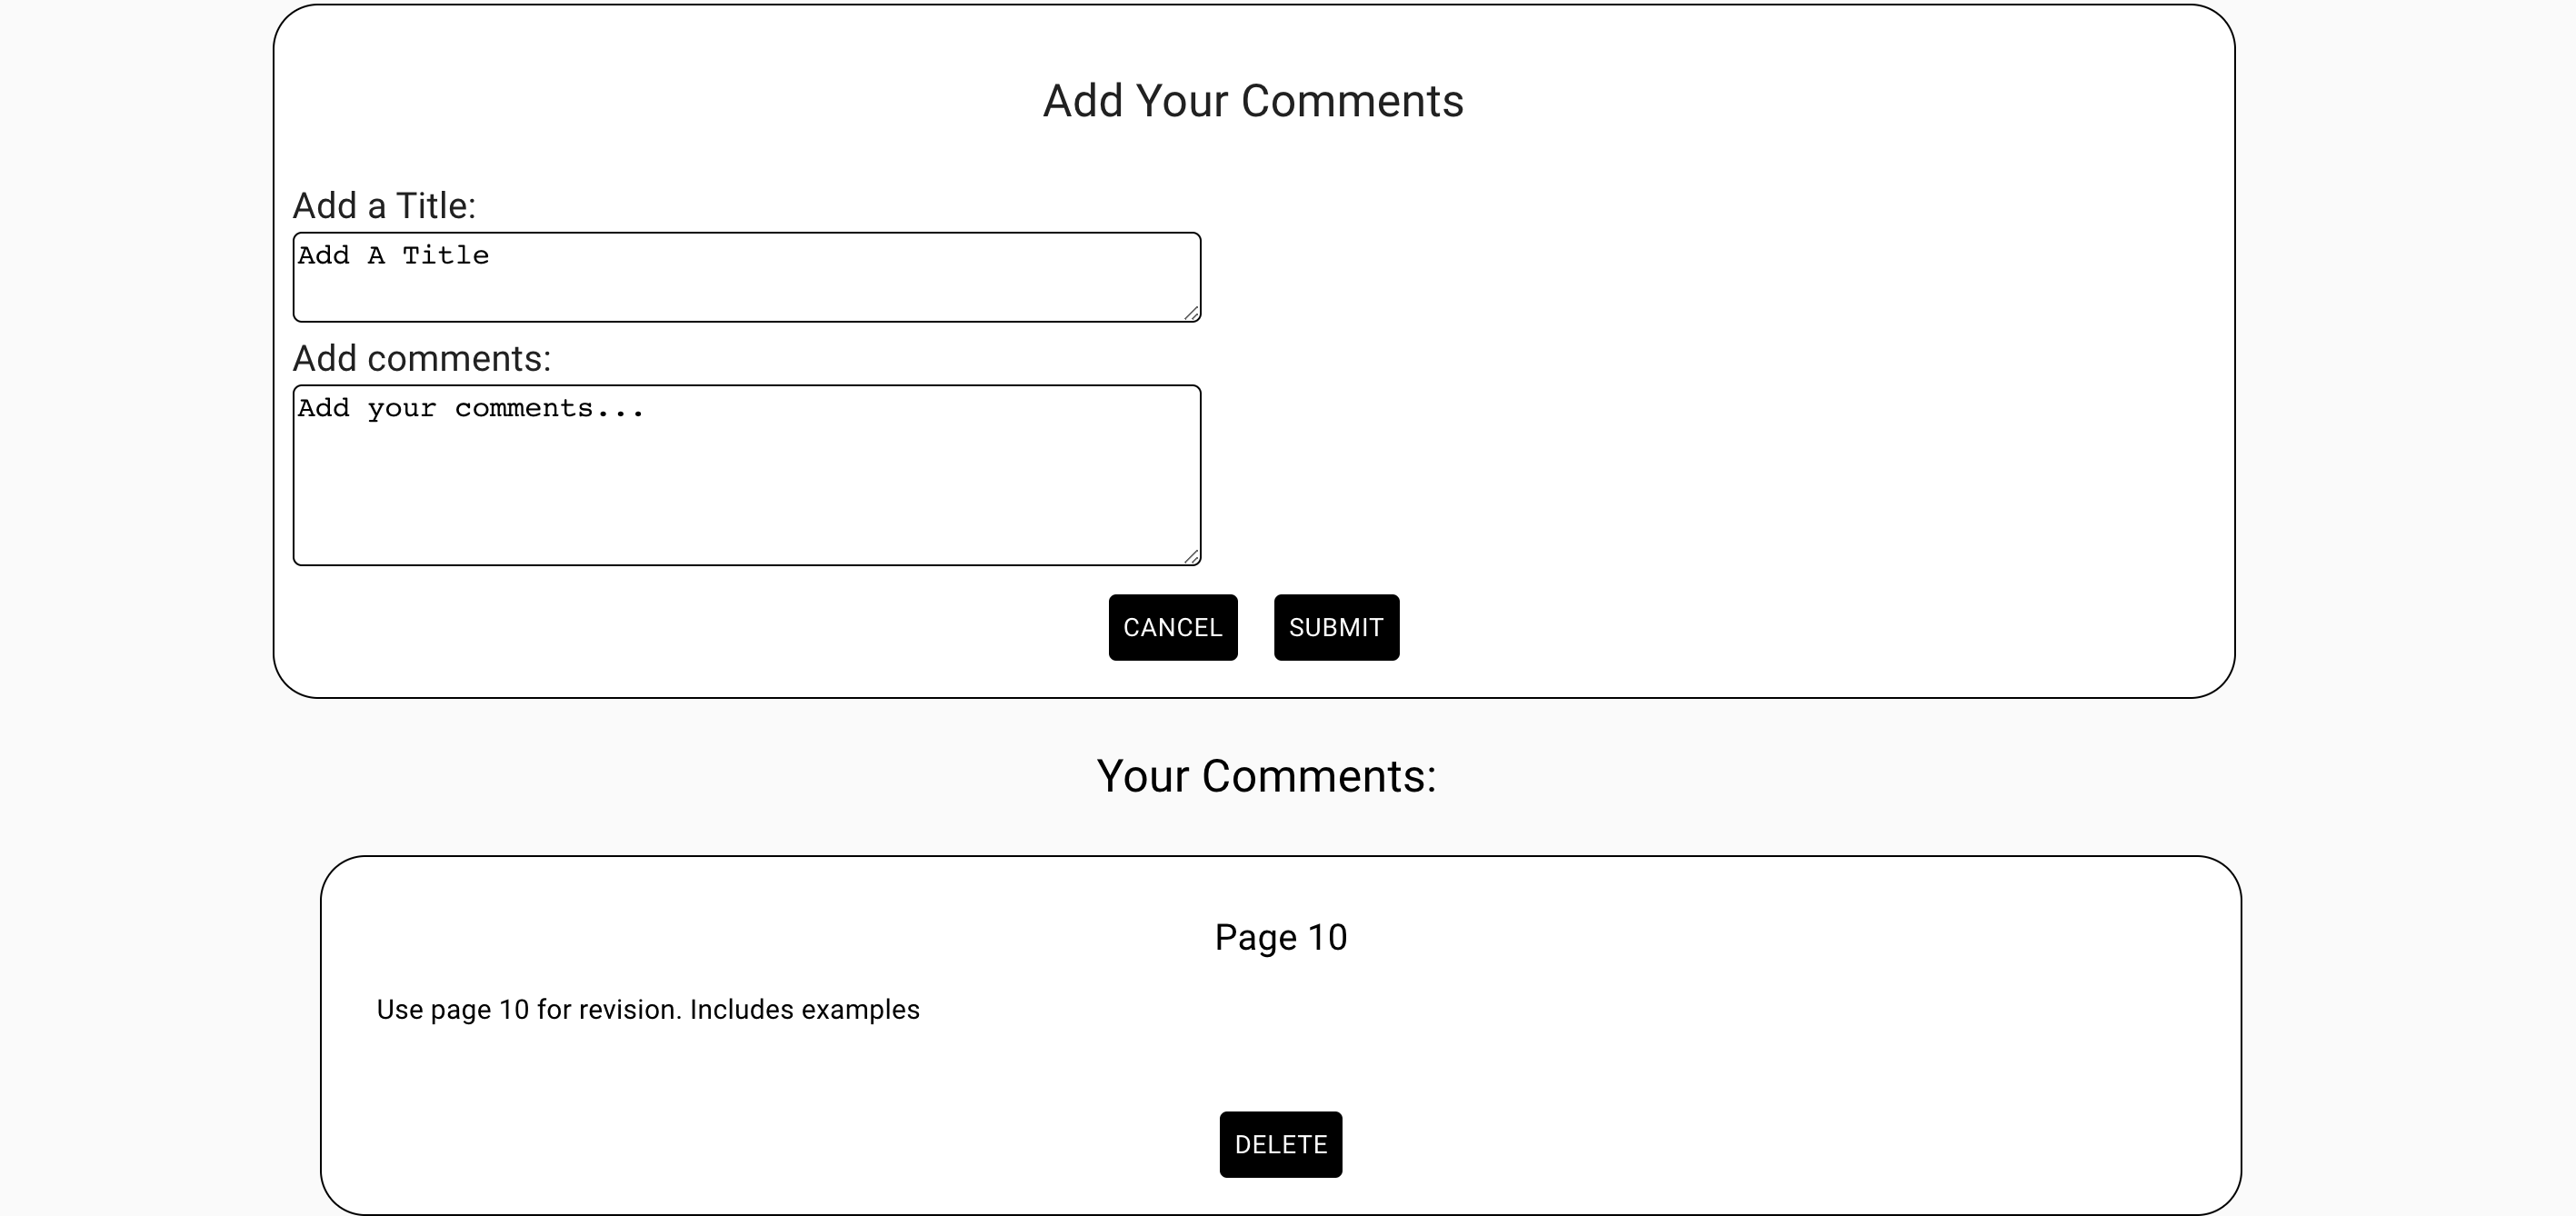 Add Your Comments
Add a Title:
Add A Title
Add comments:
Add your comments...
CANCEL SUBMIT
Your Comments:
Page 10
Use page 10 for revision. Includes examples
DELETE